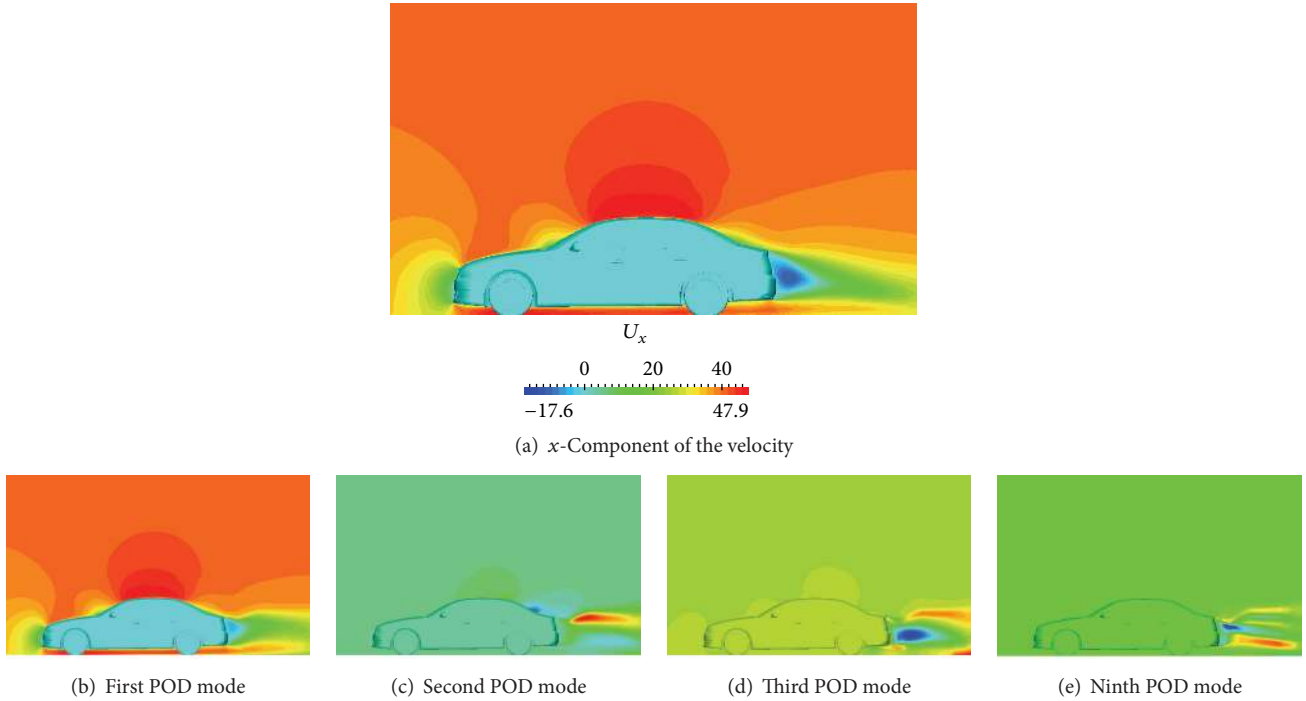 Uₓ
0 20 40
−17.6 47.9
(a) x-Component of the velocity
(b) First POD mode (c) Second POD mode (d) Third POD mode (e) Ninth POD mode